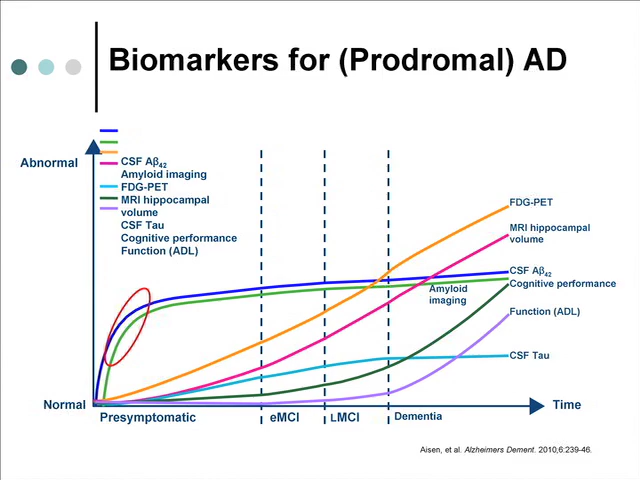 Biomarkers for (Prodromal) AD
Abnormal
CSF Aβ42
Amyloid imaging
FDG-PET
MRI hippocampal
volume
CSF Tau
Cognitive performance
Function (ADL)
FDG-PET
MRI hippocampal
volume
CSF Aβ42
Cognitive performance
Amyloid
imaging
Function (ADL)
CSF Tau
Normal
Time
Presymptomatic
eMCI
LMCI
Dementia
Aisen, et al. Alzheimers Dement. 2010;6:239-46.